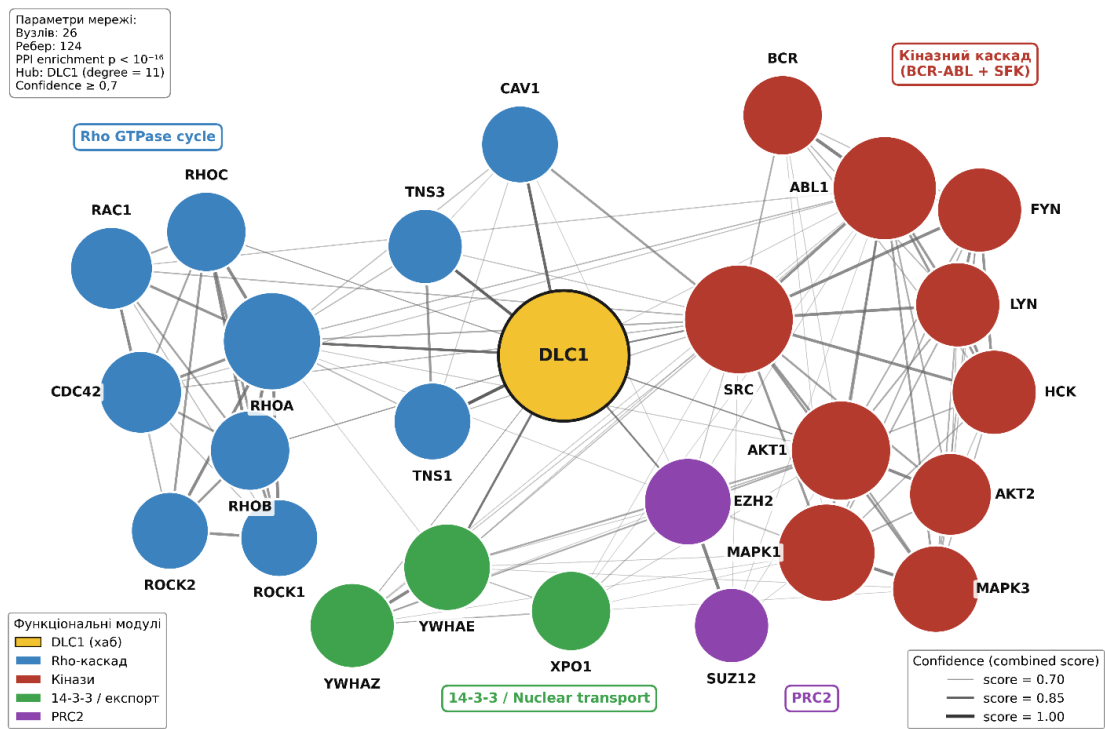 Параметри мережі:
Вузлів: 26
Ребер: 124
PPI enrichment p < 10⁻¹⁶
Hub: DLC1 (degree = 11)
Confidence ≥ 0,7
Кіназний каскад
(BCR-ABL + SFK)
Rho GTPase cycle
BCR
CAV1
RHOC
TNS3
ABL1
RAC1
FYN
LYN
DLC1
SRC
HCK
CDC42
RHOA
TNS1
AKT1
RHOB
EZH2
AKT2
MAPK1
ROCK2
ROCK1
MAPK3
YWHAE
XPO1
YWHAZ
SUZ12
14-3-3 / Nuclear transport
PRC2
Функціональні модулі
DLC1 (хаб)
Rho-каскад
Кінази
14-3-3 / експорт
PRC2
Confidence (combined score)
score = 0.70
score = 0.85
score = 1.00